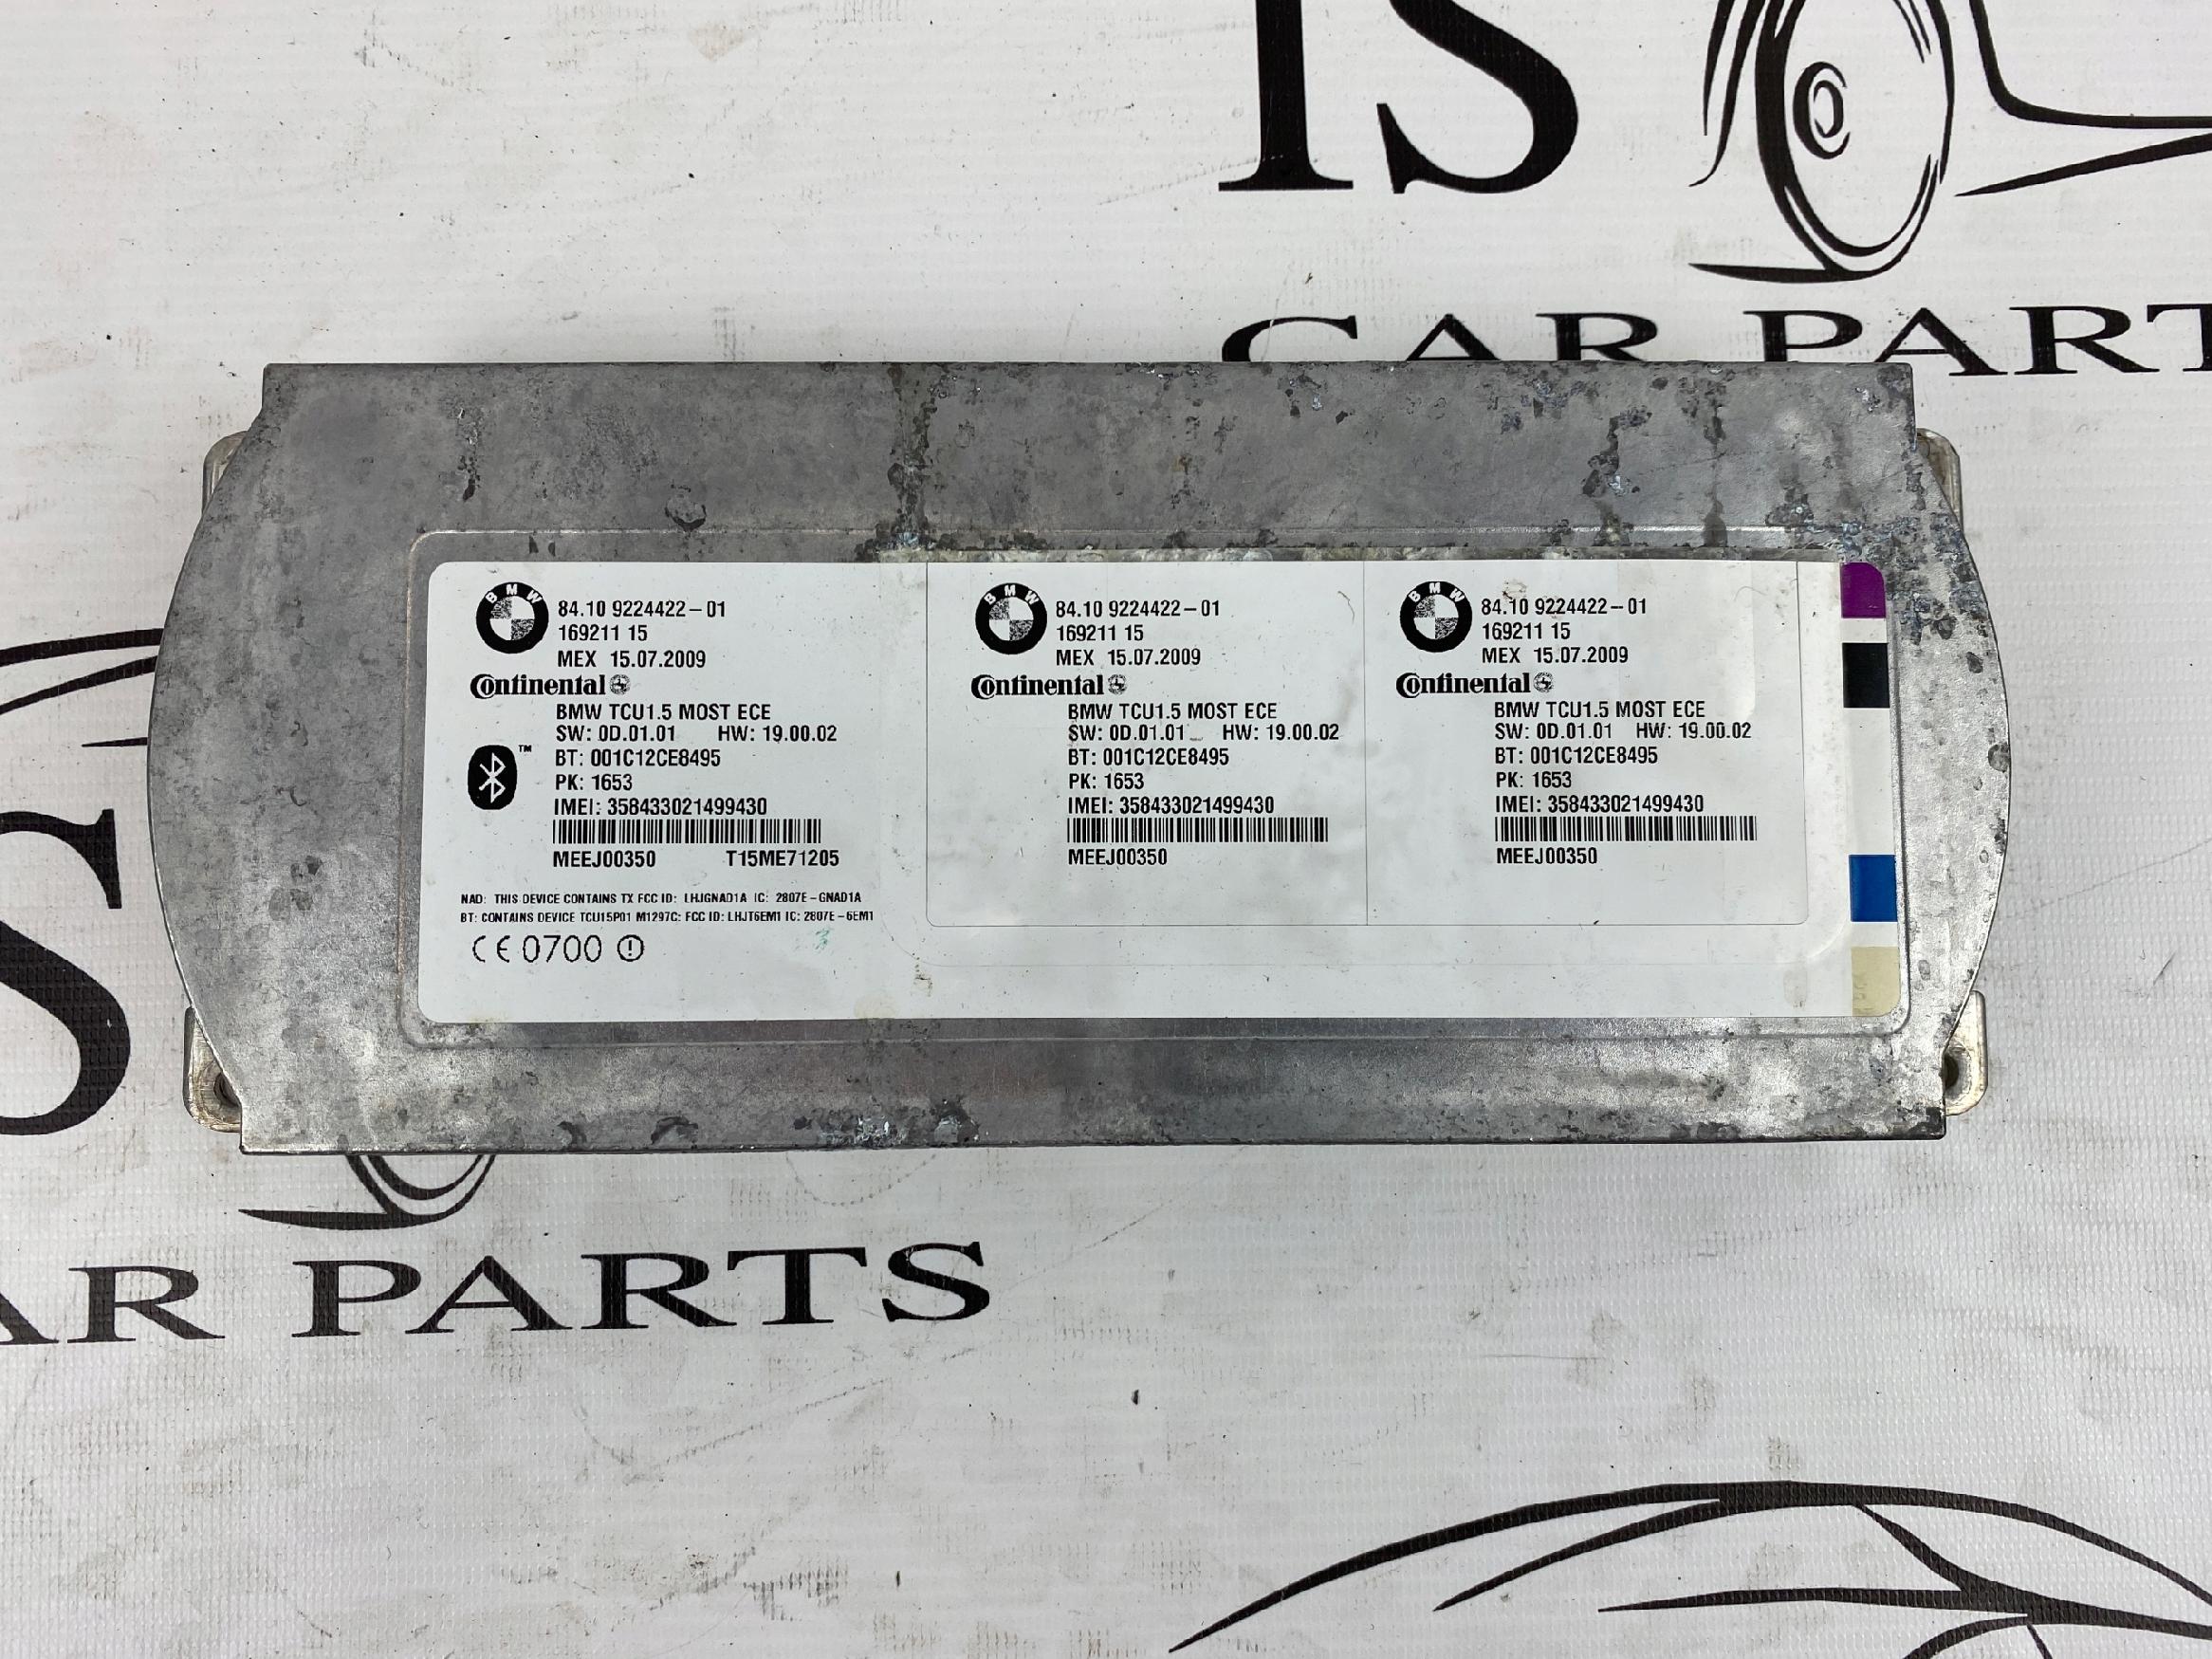 IS
CAR PART
BMW
84.10 9224422-01
169211 15
MEX 15.07.2009
Continental
BMW TCU1.5 MOST ECE
SW: 0D.01.01 HW: 19.00.02
BT: 001C12CE8495
PK: 1653
IMEI: 358433021499430
MEEJ00350 T15ME71205
NAD: THIS DEVICE CONTAINS TX FCC ID: LHJGNAD1A IC: 2807E-GNAD1A
BT: CONTAINS DEVICE TCU15P01 M1297C: FCC ID: LHJT6EM1 IC: 2807E-6EM1
CE0700
BMW
84.10 9224422-01
169211 15
MEX 15.07.2009
Continental
BMW TCU1.5 MOST ECE
SW: 0D.01.01 HW: 19.00.02
BT: 001C12CE8495
PK: 1653
IMEI: 358433021499430
MEEJ00350
BMW
84.10 9224422-01
169211 15
MEX 15.07.2009
Continental
BMW TCU1.5 MOST ECE
SW: 0D.01.01 HW: 19.00.02
BT: 001C12CE8495
PK: 1653
IMEI: 358433021499430
MEEJ00350
S
AR PARTS